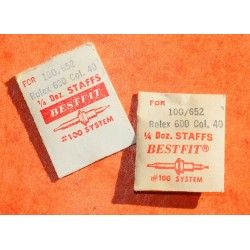 FOR
100/652
Rolex 600 Cal. 40
¼ Doz. STAFFS
BESTFIT
#100 SYSTEM
FOR
100/652
Rolex 600 Cal. 40
¼ Doz. STAFFS
BESTFIT®
#100 SYSTEM